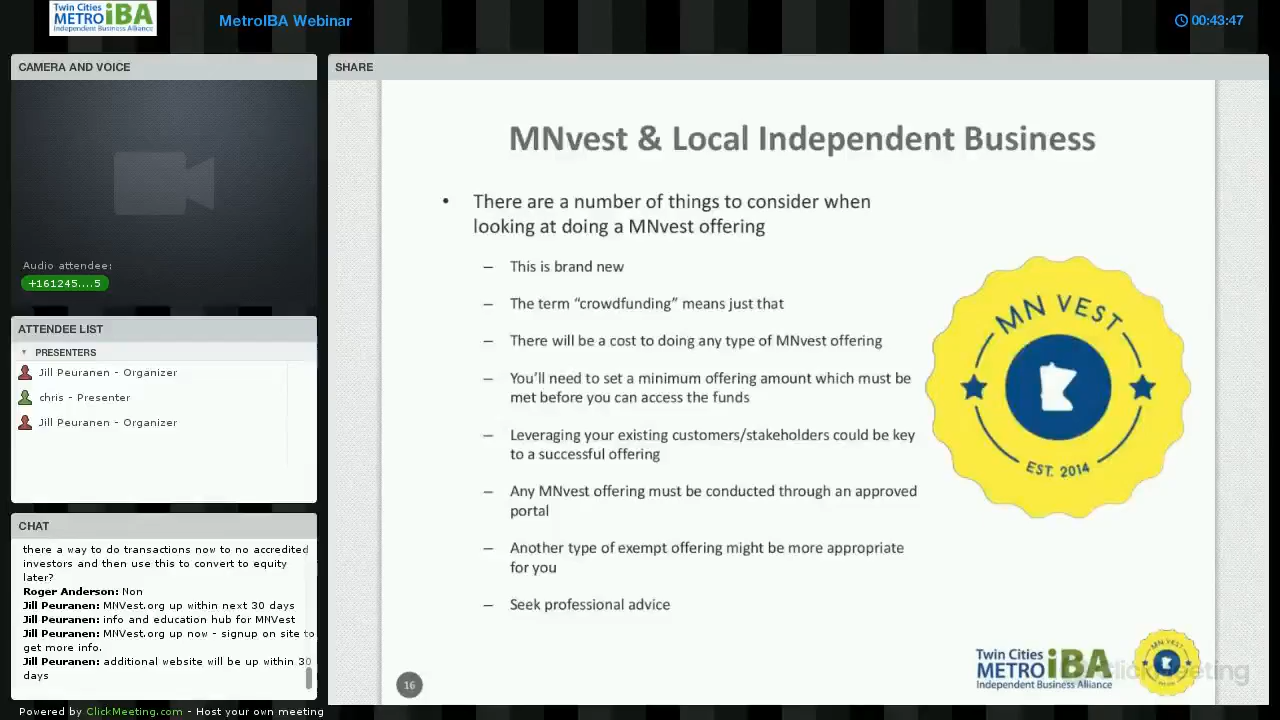 Twin Cities
METRO iBA
Independent Business Alliance
MetroIBA Webinar
00:43:47
CAMERA AND VOICE
Audio attendee:
+161245....5
ATTENDEE LIST
PRESENTERS
Jill Peuranen - Organizer
chris - Presenter
Jill Peuranen - Organizer
CHAT
there a way to do transactions now to no accredited
investors and then use this to convert to equity
later?
Roger Anderson: Non
Jill Peuranen: MNVest.org up within next 30 days
Jill Peuranen: info and education hub for MNVest
Jill Peuranen: MNVest.org up now - signup on site to
get more info.
Jill Peuranen: additional website will be up within 30
days
Powered by ClickMeeting.com - Host your own meeting
SHARE
MNvest & Local Independent Business
• There are a number of things to consider when
looking at doing a MNvest offering
– This is brand new
– The term “crowdfunding” means just that
– There will be a cost to doing any type of MNvest offering
– You’ll need to set a minimum offering amount which must be
met before you can access the funds
– Leveraging your existing customers/stakeholders could be key
to a successful offering
– Any MNvest offering must be conducted through an approved
portal
– Another type of exempt offering might be more appropriate
for you
– Seek professional advice
MN VEST
EST. 2014
16
Twin Cities
METRO iBA
Independent Business Alliance
MN VEST
ClickMeeting